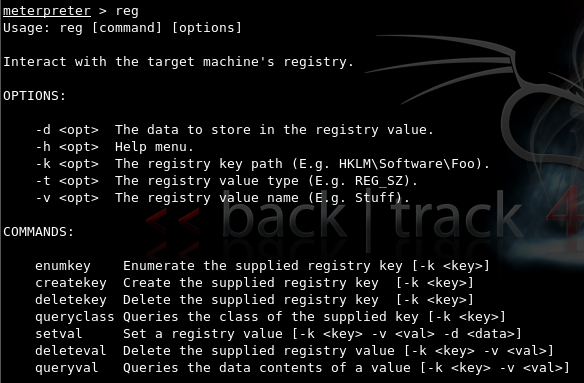 meterpreter > reg
Usage: reg [command] [options]
Interact with the target machine's registry.
OPTIONS:
-d <opt>  The data to store in the registry value.
-h <opt>  Help menu.
-k <opt>  The registry key path (E.g. HKLM\Software\Foo).
-t <opt>  The registry value type (E.g. REG_SZ).
-v <opt>  The registry value name (E.g. Stuff).
<< back | track 4
COMMANDS:
enumkey    Enumerate the supplied registry key [-k <key>]
createkey  Create the supplied registry key  [-k <key>]
deletekey  Delete the supplied registry key  [-k <key>]
queryclass Queries the class of the supplied key [-k <key>]
setval     Set a registry value [-k <key> -v <val> -d <data>]
deleteval  Delete the supplied registry value [-k <key> -v <val>]
queryval   Queries the data contents of a value [-k <key> -v <val>]